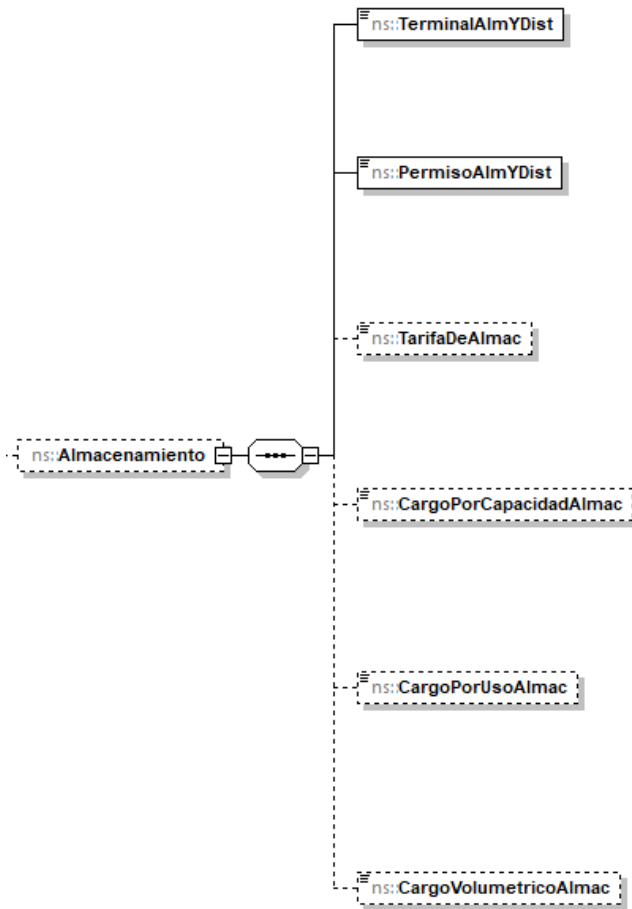 ns::TerminalAlmYDist
ns::PermisoAlmYDist
ns::TarifaDeAlmac
ns::Almacenamiento
ns::CargoPorCapacidadAlmac
ns::CargoPorUsoAlmac
ns::CargoVolumetricoAlmac